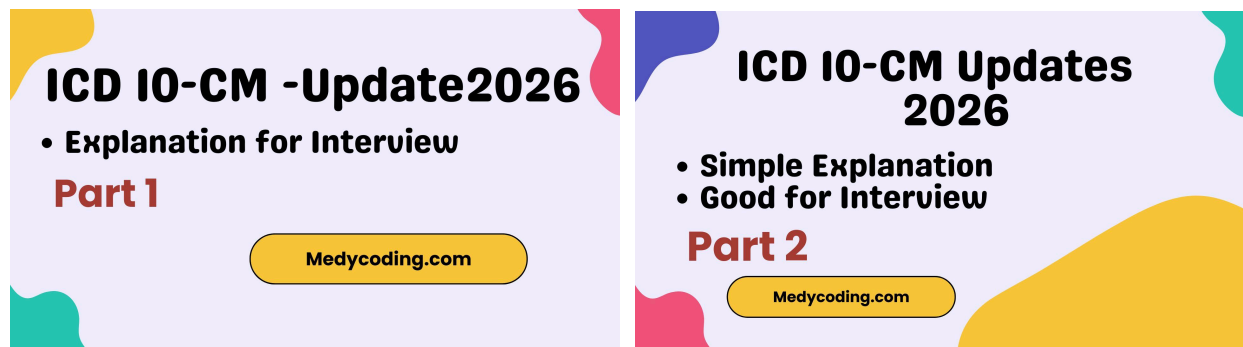 ICD 10-CM -Update2026
• Explanation for Interview
Part 1
Medycoding.com
ICD 10-CM Updates
2026
• Simple Explanation
• Good for Interview
Part 2
Medycoding.com